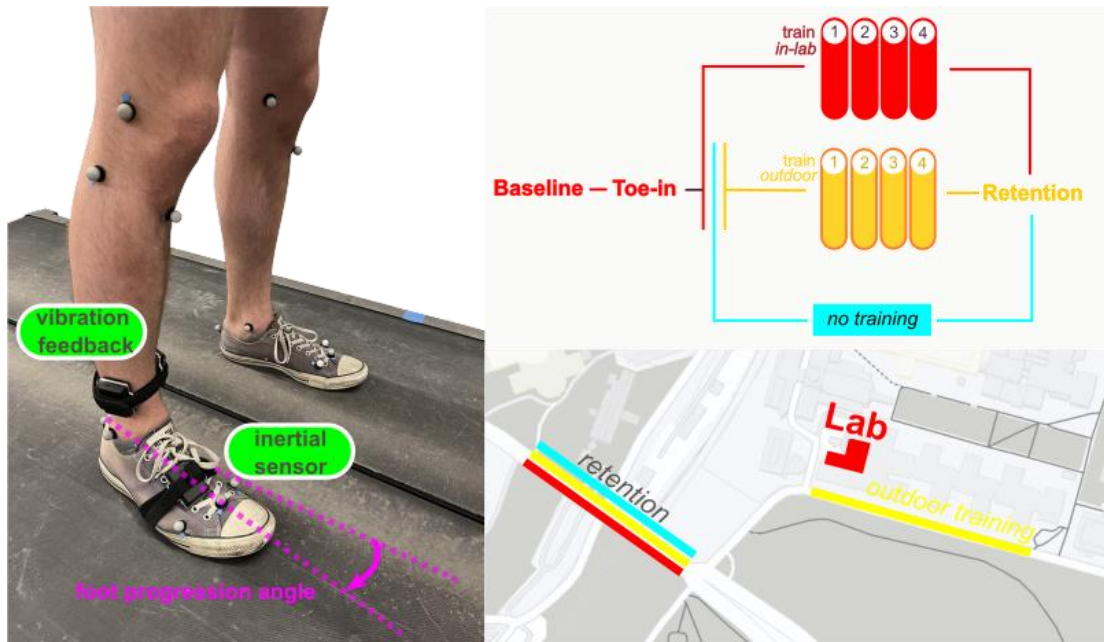 vibration
feedback
inertial
sensor
foot progression angle
train
in-lab
1 2 3 4
train
outdoor
1 2 3 4
Baseline — Toe-in
Retention
no training
Lab
retention
outdoor training